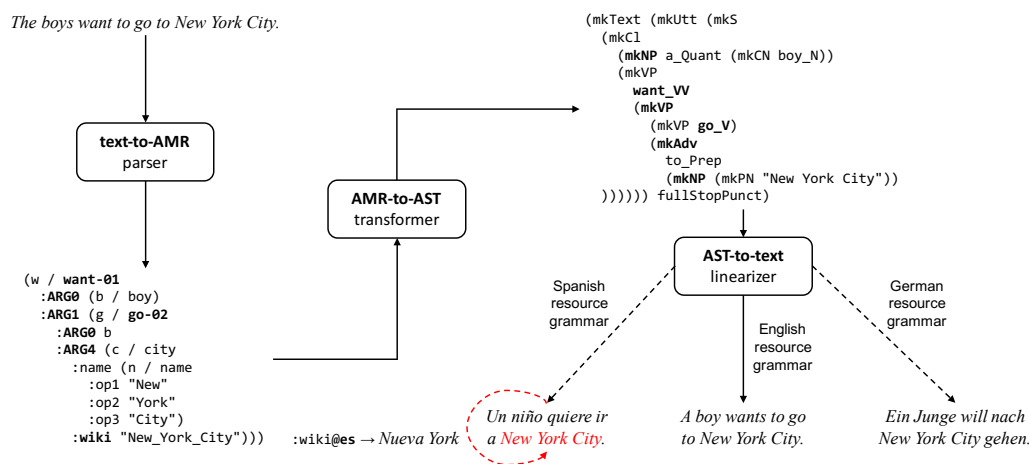 The boys want to go to New York City.
text-to-AMR
parser
(w / want-01
:ARG0 (b / boy)
:ARG1 (g / go-02
:ARG0 b
:ARG4 (c / city
:name (n / name
:op1 "New"
:op2 "York"
:op3 "City")
:wiki "New_York_City")))
AMR-to-AST
transformer
(mkText (mkUtt (mkS
(mkCl
(mkNP a_Quant (mkCN boy_N))
(mkVP
want_VV
(mkVP
(mkVP go_V)
(mkAdv
to_Prep
(mkNP (mkPN "New York City"))
)))))) fullStopPunct)
AST-to-text
linearizer
Spanish
resource
grammar
English
resource
grammar
German
resource
grammar
:wiki@es → Nueva York
Un niño quiere ir
a New York City.
A boy wants to go
to New York City.
Ein Junge will nach
New York City gehen.